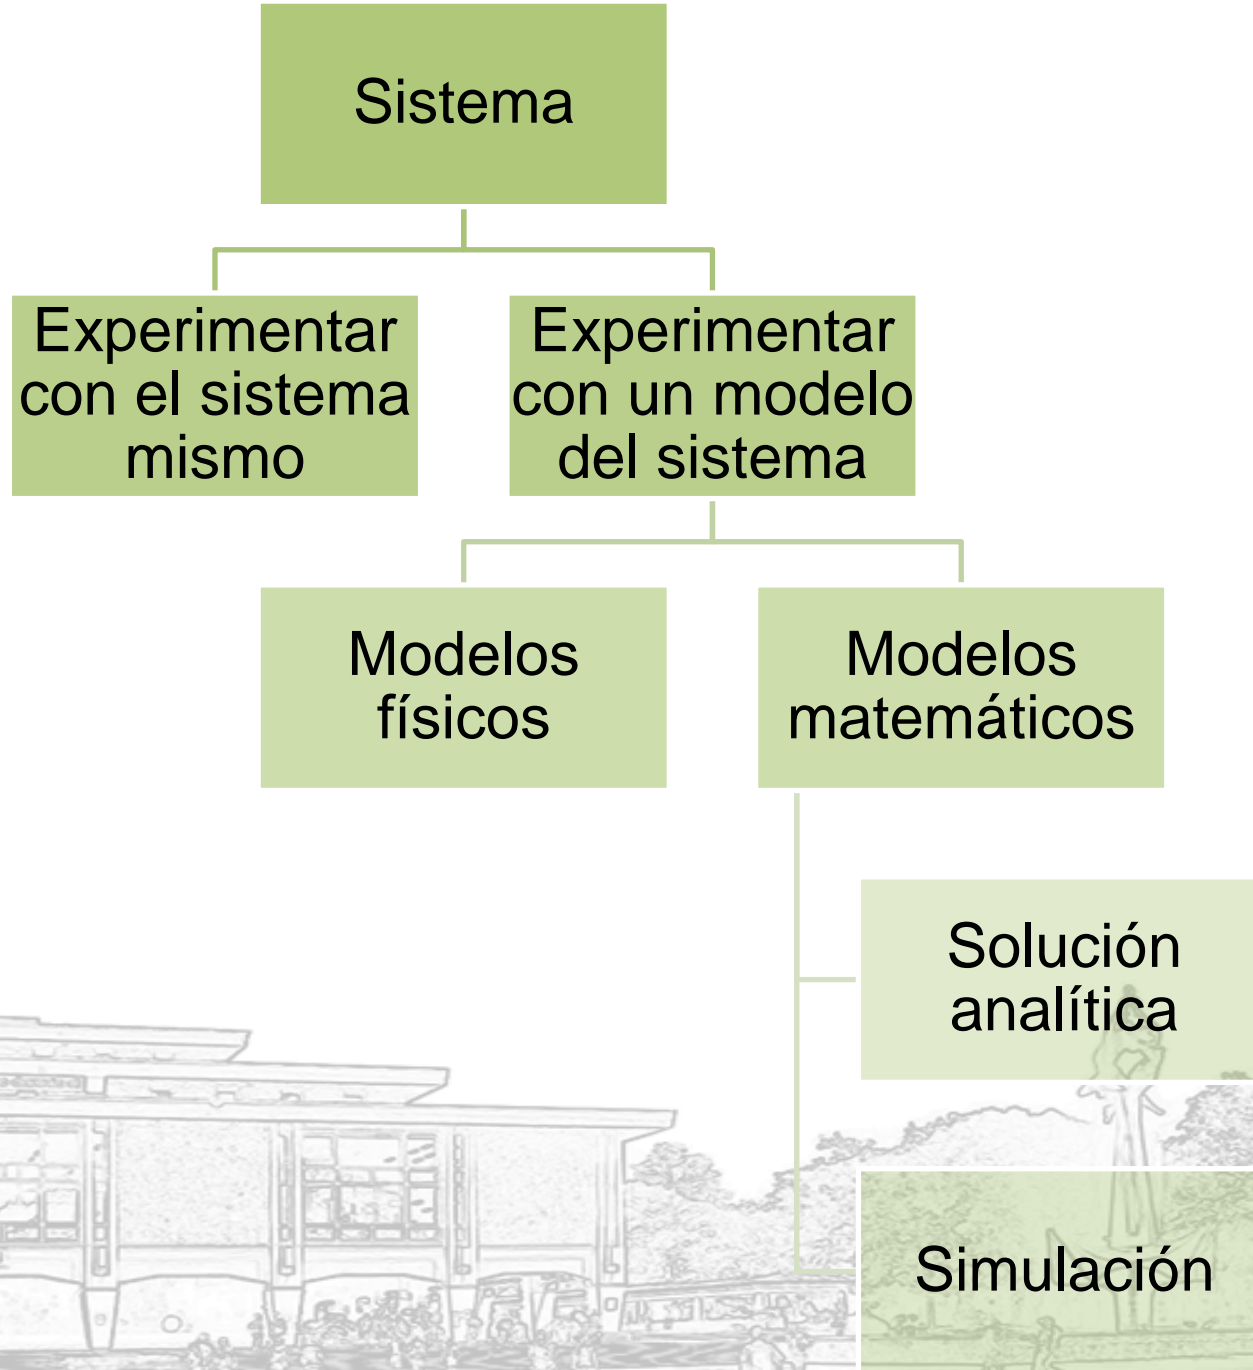 Sistema
Experimentar
con el sistema
mismo
Experimentar
con un modelo
del sistema
Modelos
físicos
Modelos
matemáticos
Solución
analítica
Simulación